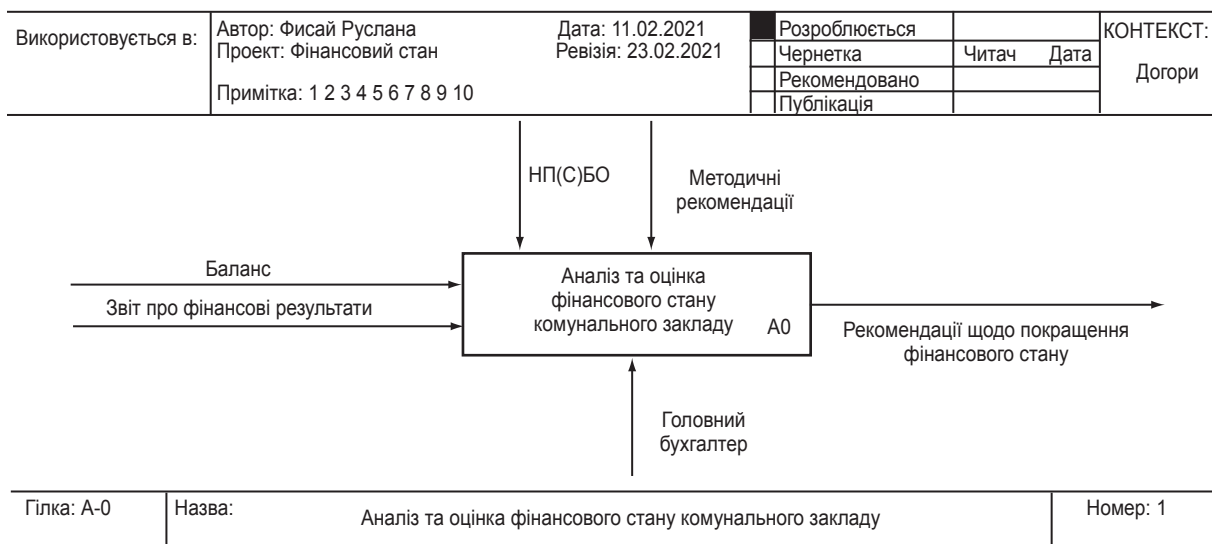 Використовується в:
Автор: Фисай Руслана
Дата: 11.02.2021
Проект: Фінансовий стан
Ревізія: 23.02.2021
Примітка: 1 2 3 4 5 6 7 8 9 10
Розроблюється
Чернетка
Читач
Дата
Рекомендовано
Публікація
КОНТЕКСТ:
Догори
НП(С)БО
Методичні
рекомендації
Баланс
Звіт про фінансові результати
Аналіз та оцінка
фінансового стану
комунального закладу
A0
Рекомендації щодо покращення
фінансового стану
Головний
бухгалтер
Гілка: А-0
Назва:
Аналіз та оцінка фінансового стану комунального закладу
Номер: 1